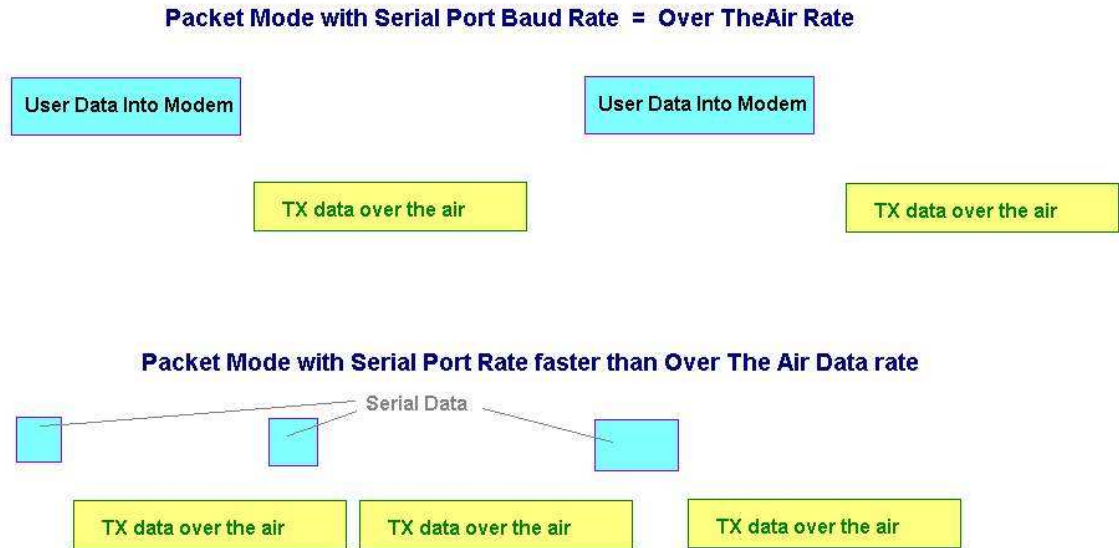 Packet Mode with Serial Port Baud Rate = Over TheAir Rate
User Data Into Modem
User Data Into Modem
TX data over the air
TX data over the air
Packet Mode with Serial Port Rate faster than Over The Air Data rate
Serial Data
TX data over the air
TX data over the air
TX data over the air